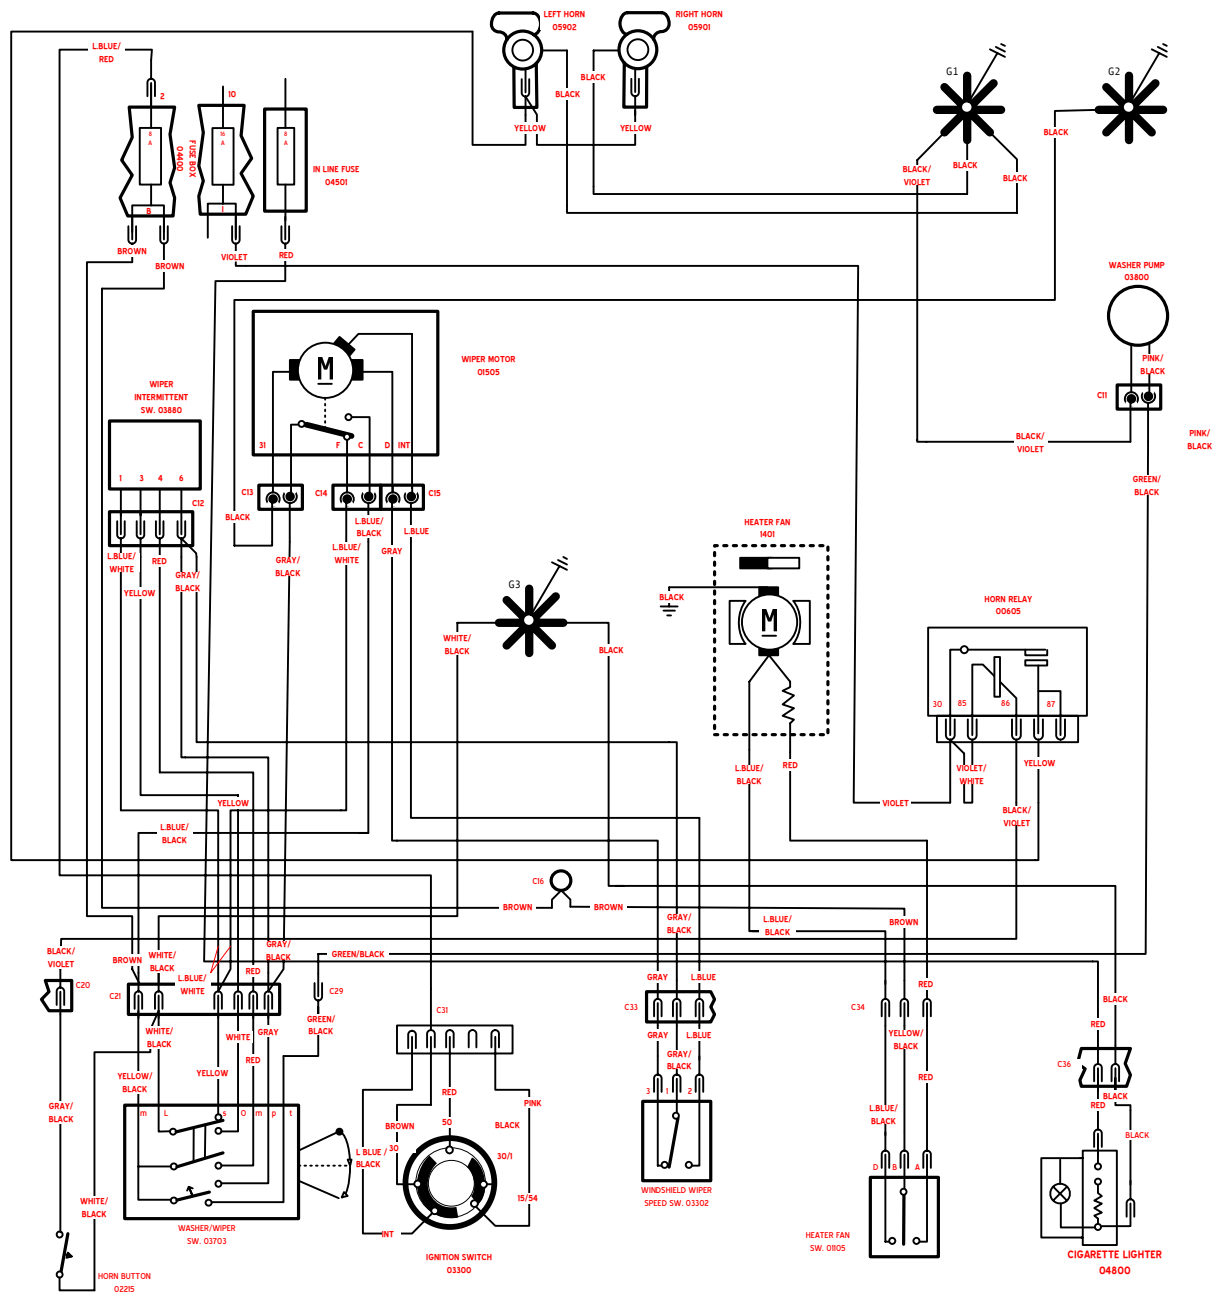 LEFT HORN
05902
RIGHT HORN
05901
L.BLUE/
RED
2
10
8
A
16
A
8
A
FUSE BOX
04400
B
I
IN LINE FUSE
04501
BLACK
BLACK
YELLOW
YELLOW
G1
G2
BLACK/
VIOLET
BLACK
BLACK
BLACK
BROWN
BROWN
VIOLET
RED
WASHER PUMP
03800
PINK/
BLACK
C11
BLACK/
VIOLET
PINK/
BLACK
GREEN/
BLACK
WIPER MOTOR
01505
M
31
F
C
D
INT
WIPER
INTERMITTENT
SW. 03880
1
3
4
6
C12
C13
C14
C15
BLACK
L.BLUE/
BLACK
L.BLUE
L.BLUE/
WHITE
GRAY
GRAY/
BLACK
L.BLUE/
WHITE
RED
YELLOW
GRAY/
BLACK
HEATER FAN
1401
M
BLACK
G3
WHITE/
BLACK
BLACK
HORN RELAY
00605
30
85
86
87
L.BLUE/
BLACK
RED
VIOLET/
WHITE
YELLOW
VIOLET
BLACK/
VIOLET
YELLOW
L.BLUE/
BLACK
C16
BROWN
BROWN
GRAY/
BLACK
L.BLUE/
BLACK
BROWN
BLACK/
VIOLET
BROWN
WHITE/
BLACK
L.BLUE/
WHITE
RED
GRAY/
BLACK
GREEN/BLACK
GRAY
L.BLUE
RED
C20
C21
C29
C31
C33
C34
C36
GREEN/
BLACK
WHITE/
BLACK
WHITE
GRAY
RED
YELLOW
YELLOW/
BLACK
GRAY
L.BLUE
GRAY/
BLACK
YELLOW/
BLACK
RED
BLACK
RED
RED
BLACK
BLACK
GRAY/
BLACK
m
L
s
O
m
p
t
3
1
2
RED
PINK
50
BROWN
BLACK
30
30/1
L BLUE /
BLACK
15/54
INT
L.BLUE/
BLACK
D
B
A
WHITE/
BLACK
WASHER/WIPER
SW. 03703
IGNITION SWITCH
03300
WINDSHIELD WIPER
SPEED SW. 03302
HEATER FAN
SW. 01105
CIGARETTE LIGHTER
04800
HORN BUTTON
02215